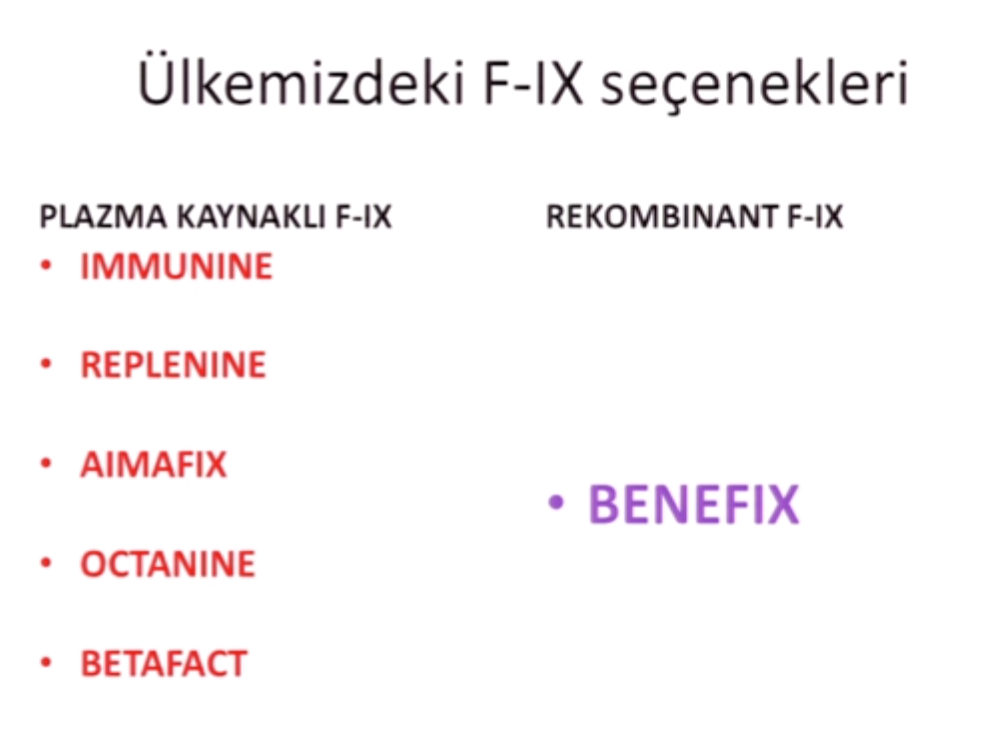 Ülkemizdeki F-IX seçenekleri
PLAZMA KAYNAKLI F-IX
• IMMUNINE
• REPLENINE
• AIMAFIX
• OCTANINE
• BETAFACT
REKOMBINANT F-IX
• BENEFIX